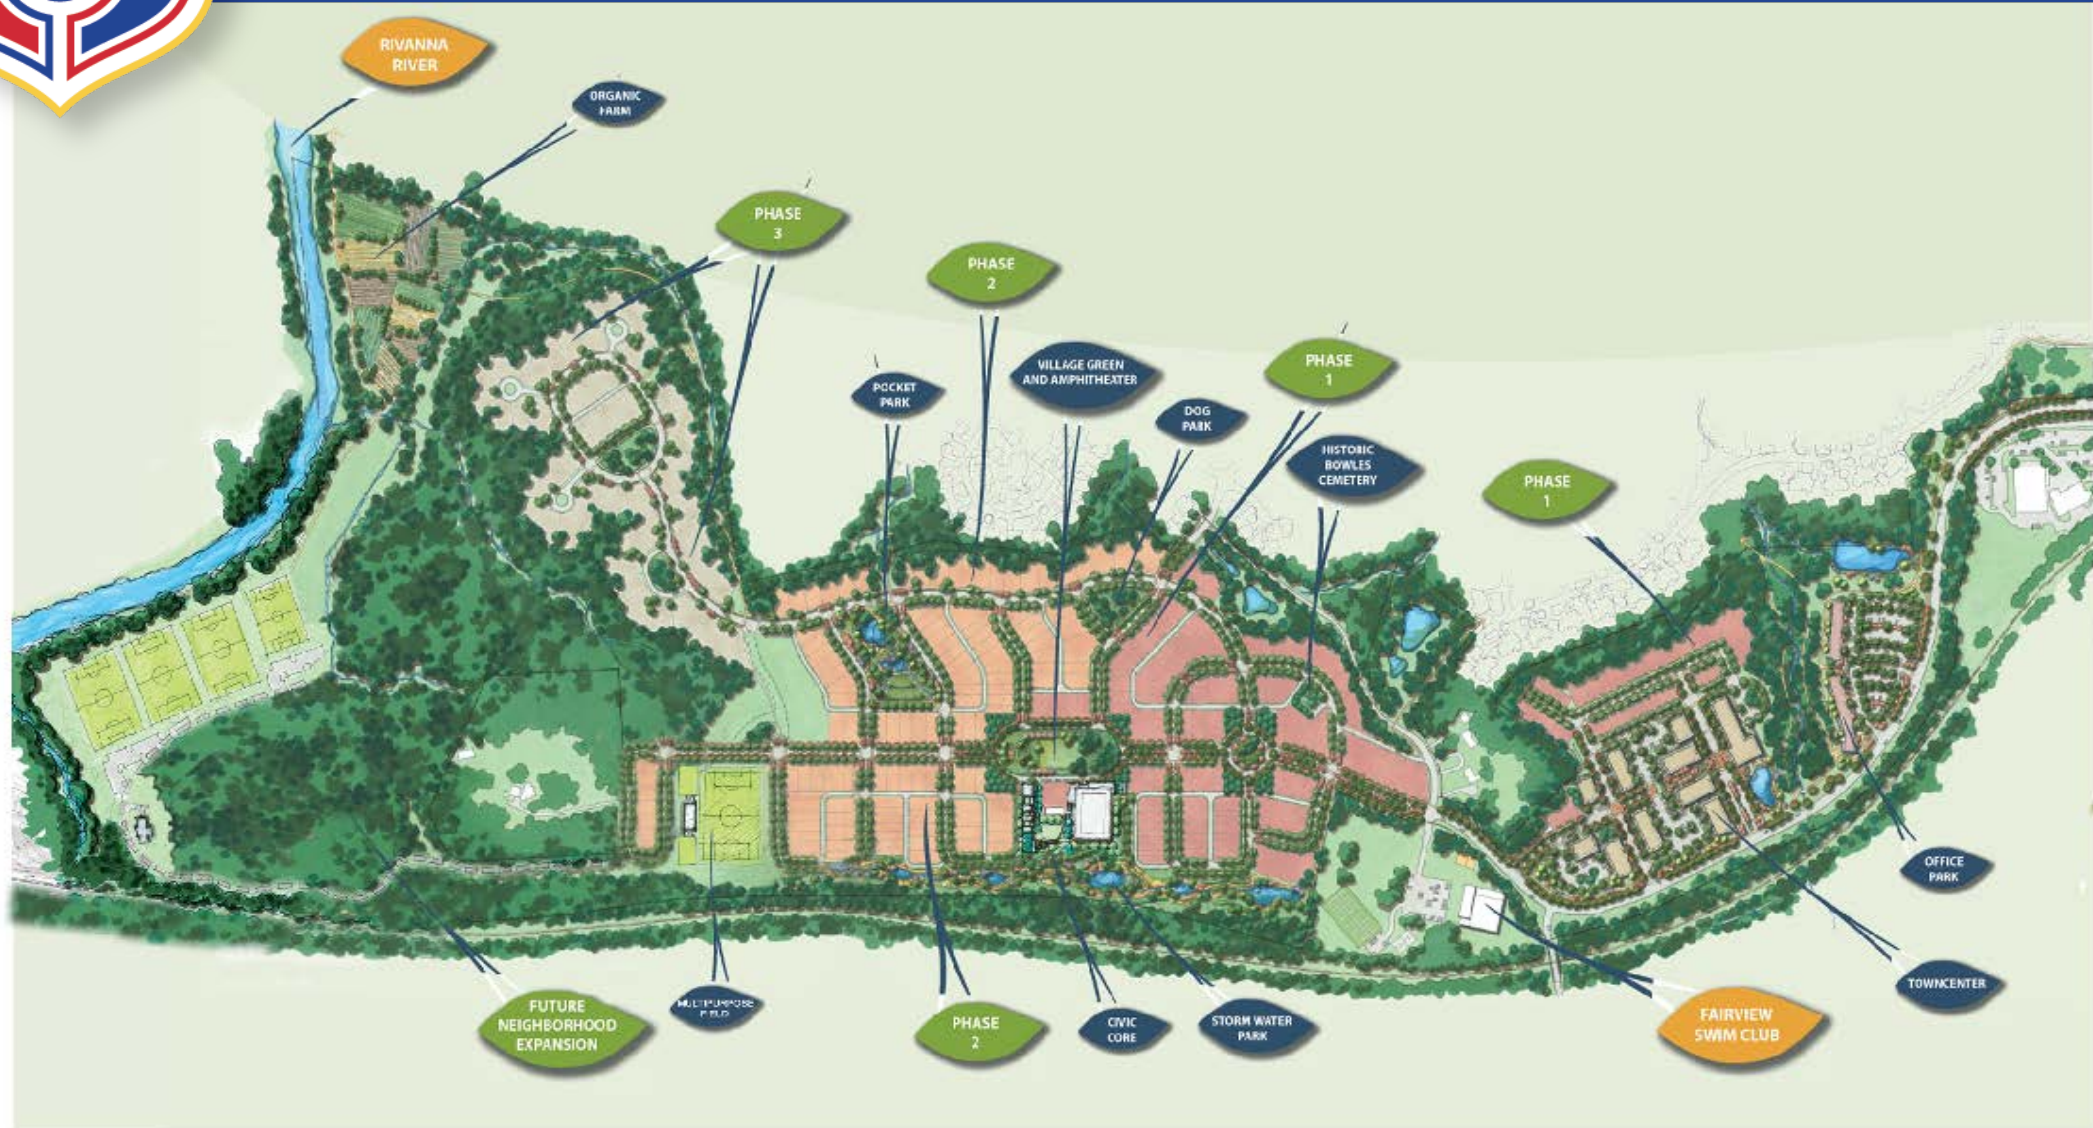 RIVANNA
RIVER
ORGANIC
FARM
PHASE
3
PHASE
2
VILLAGE GREEN
AND AMPHITHEATER
PHASE
1
POCKET
PARK
DOG
PARK
HISTORIC
BOWLES
CEMETERY
PHASE
1
OFFICE
PARK
TOWNCENTER
FUTURE
NEIGHBORHOOD
EXPANSION
MULTIPURPOSE
FIELD
PHASE
2
CIVIC
CORE
STORM WATER
PARK
FAIRVIEW
SWIM CLUB